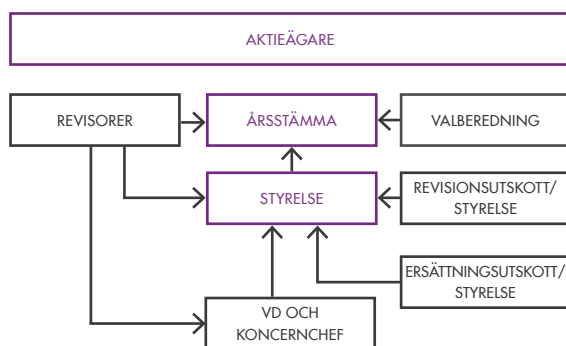 AKTIEÄGARE
REVISORER
ÅRSSTÄMMA
VALBEREDNING
STYRELSE
REVISIONSUTSKOTT/
STYRELSE
ERSÄTTNINGSUTSKOTT/
STYRELSE
VD OCH
KONCERNCHEF